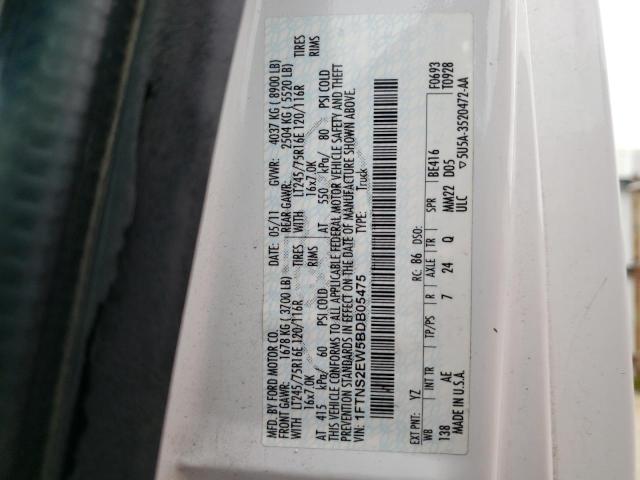 MFD. BY FORD MOTOR CO.
DATE: 05/11 GVWR: 4037 KG ( 8900 LB)
FRONT GAWR: 1678 KG ( 3700 LB) REAR GAWR: 2504 KG ( 5520 LB)
WITH LT245/75R16E 120/116R TIRES WITH LT245/75R16E 120/116R TIRES
16x7.0K RIMS 16x7.0K RIMS
AT 415 kPa/ 60 PSI COLD AT 550 kPa/ 80 PSI COLD
THIS VEHICLE CONFORMS TO ALL APPLICABLE FEDERAL MOTOR VEHICLE SAFETY AND THEFT
PREVENTION STANDARDS IN EFFECT ON THE DATE OF MANUFACTURE SHOWN ABOVE.
VIN: 1FTNS2EW5BDB05475 TYPE: Truck
EXT PNT: YZ RC: B6 DSO: F0693
WB INT TR TP/PS R AXLE TR SPR BE416 T0928
138 AE 7 24 Q MM22 DD5
MADE IN U.S.A. ULC ▽5U5A-3520472-AA